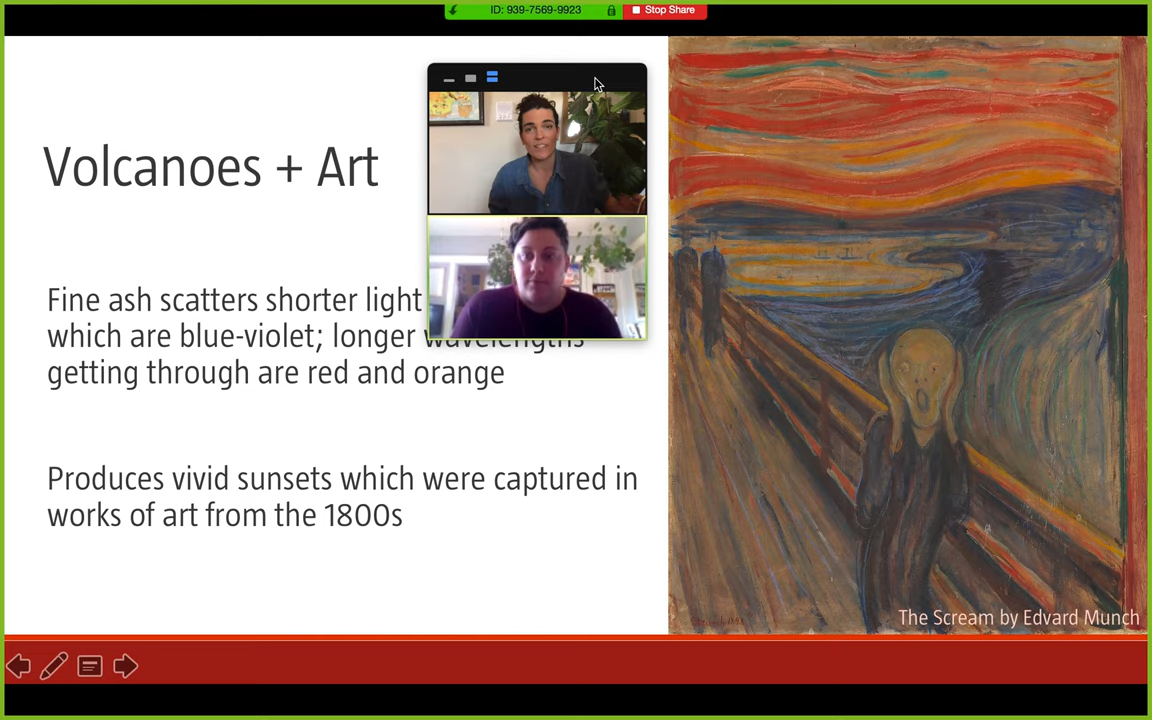 ID: 939-7569-9923
Stop Share
Volcanoes + Art
Fine ash scatters shorter light
which are blue-violet; longer wavelengths
getting through are red and orange
Produces vivid sunsets which were captured in
works of art from the 1800s
The Scream by Edvard Munch